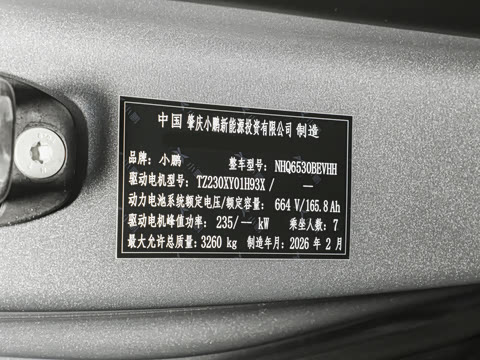 中国 肇庆小鹏新能源投资有限公司 制造
品牌：小鹏 整车型号：NHQ6530BEVHH
驱动电机型号：TZ230XY01H93X / —
动力电池系统额定电压/额定容量：664 V/165.8 Ah
驱动电机峰值功率：235/— kW 乘坐人数：7
最大允许总质量：3260 kg 制造年月：2026 年 2 月